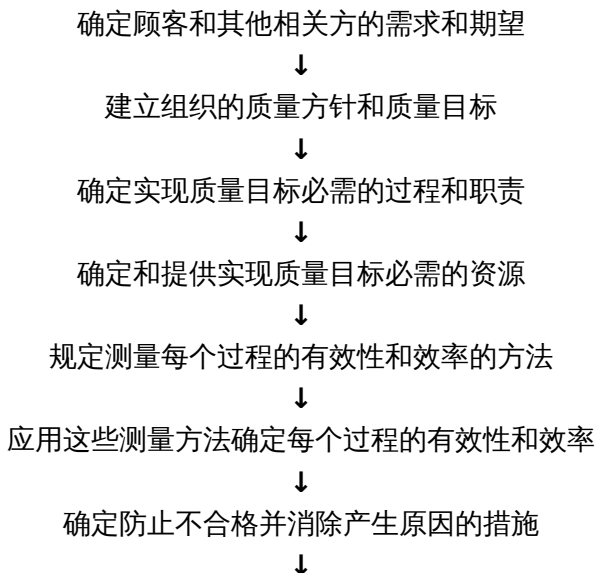 确定顾客和其他相关方的需求和期望
↓
建立组织的质量方针和质量目标
↓
确定实现质量目标必需的过程和职责
↓
确定和提供实现质量目标必需的资源
↓
规定测量每个过程的有效性和效率的方法
↓
应用这些测量方法确定每个过程的有效性和效率
↓
确定防止不合格并消除产生原因的措施
↓